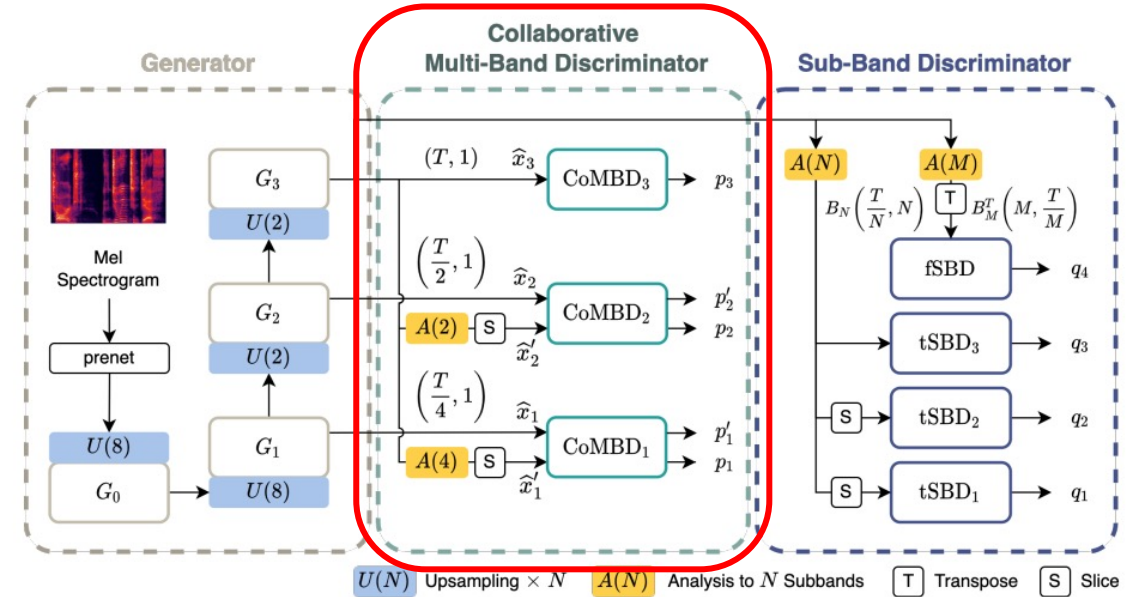 Generator
Collaborative
Multi-Band Discriminator
Sub-Band Discriminator
Mel
Spectrogram
prenet
U(8)
G₀
G₃
U(2)
G₂
U(2)
G₁
U(8)
(T, 1)
x̂₃
CoMBD₃
p₃
(T/2, 1)
x̂₂
A(2)
S
x̂′₂
CoMBD₂
p′₂
p₂
(T/4, 1)
x̂₁
A(4)
S
x̂′₁
CoMBD₁
p′₁
p₁
A(N)
A(M)
B_N(T/N, N)
T
B_M^T(M, T/M)
fSBD
q₄
tSBD₃
q₃
S
tSBD₂
q₂
S
tSBD₁
q₁
U(N) Upsampling × N
A(N) Analysis to N Subbands
T Transpose
S Slice